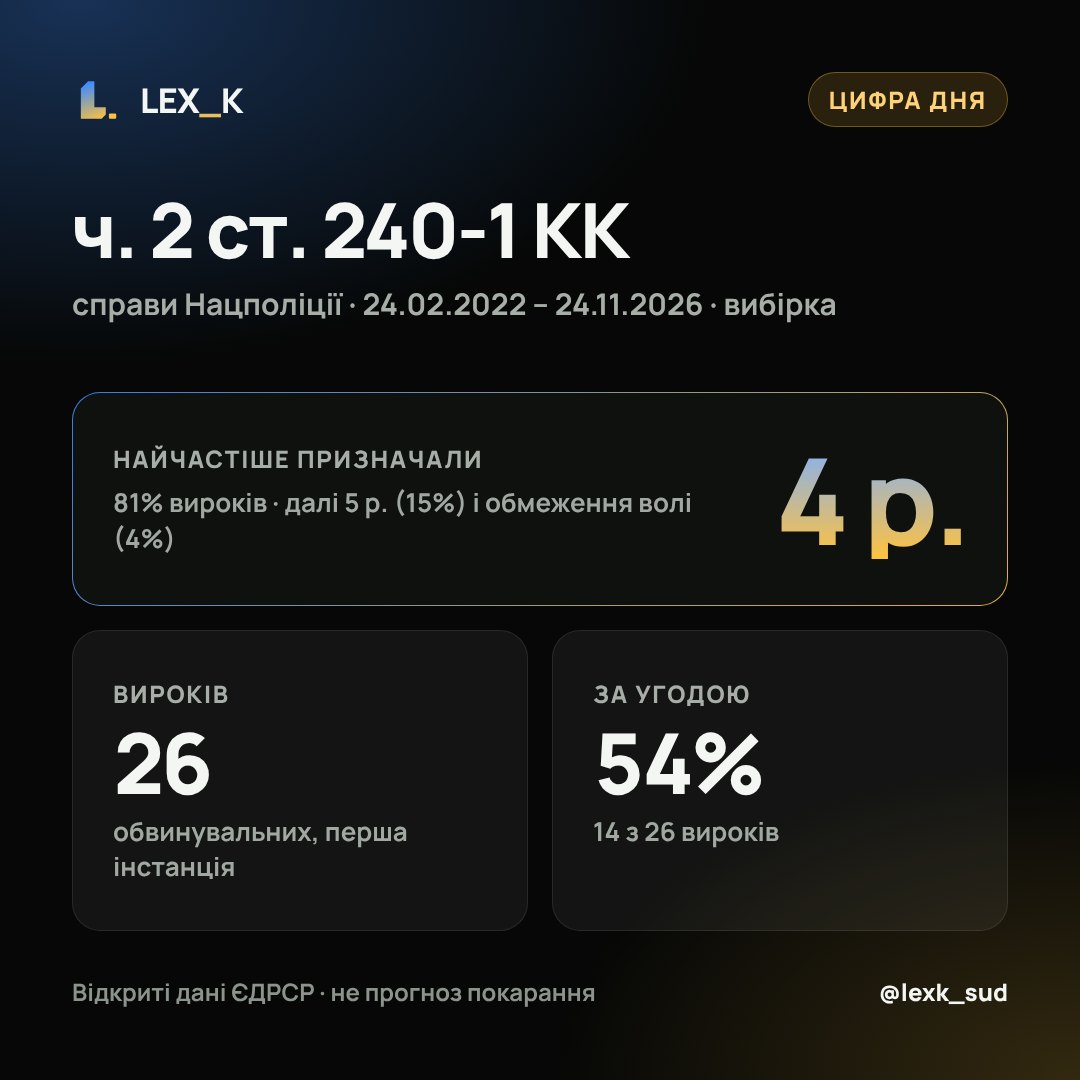 LEX_K
ЦИФРА ДНЯ
ч. 2 ст. 240-1 КК
справи Нацполіції · 24.02.2022 – 24.11.2026 · вибірка
НАЙЧАСТІШЕ ПРИЗНАЧАЛИ
81% вироків · далі 5 р. (15%) і обмеження волі
(4%)
4 р.
ВИРОКІВ
26
обвинувальних, перша
інстанція
ЗА УГОДОЮ
54%
14 з 26 вироків
Відкриті дані ЄДРСР · не прогноз покарання
@lexk_sud